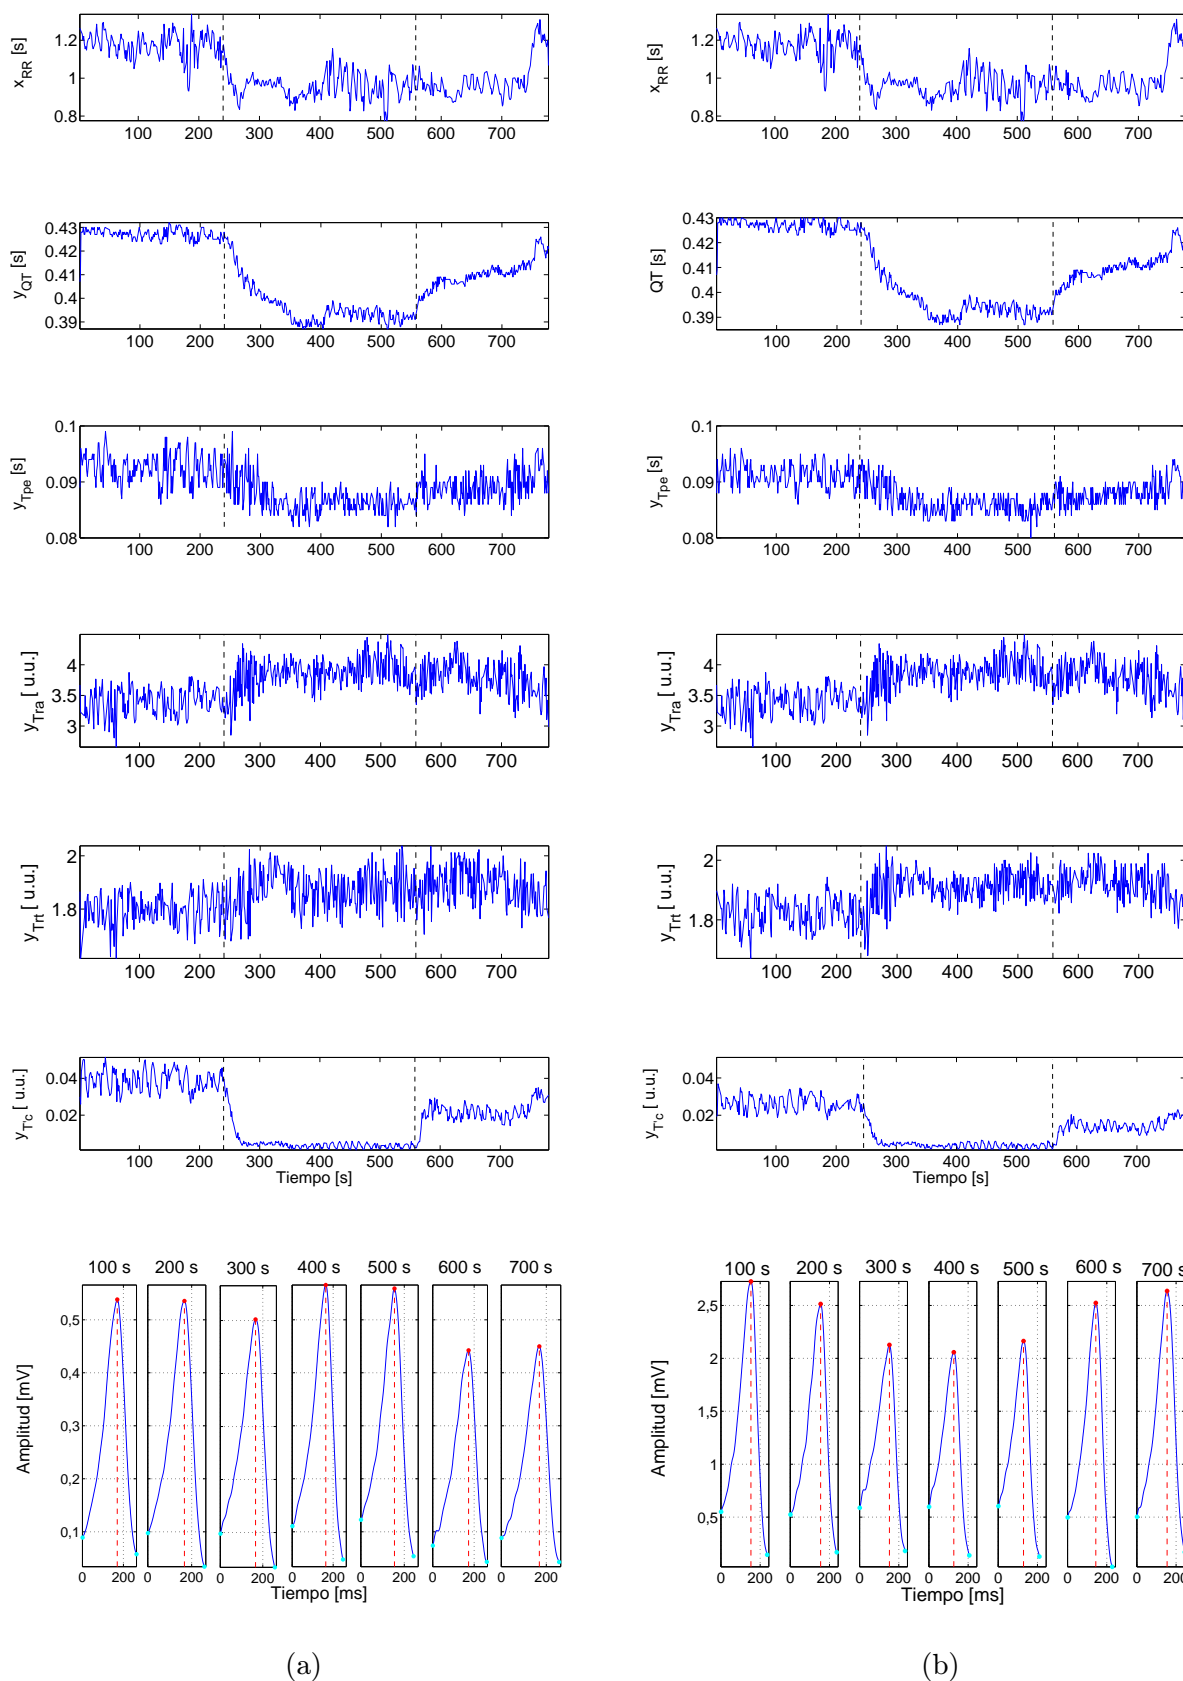 1.2
1
0.8
x_RR [s]
100 200 300 400 500 600 700
1.2
1
0.8
x_RR [s]
100 200 300 400 500 600 700
0.43
0.42
0.41
0.4
0.39
y_QT [s]
100 200 300 400 500 600 700
0.43
0.42
0.41
0.4
0.39
QT [s]
100 200 300 400 500 600 700
0.1
0.09
0.08
y_Tpe [s]
100 200 300 400 500 600 700
0.1
0.09
0.08
y_Tpe [s]
100 200 300 400 500 600 700
4
3.5
3
y_Tra [ u.u.]
100 200 300 400 500 600 700
4
3.5
3
y_Tra [ u.u.]
100 200 300 400 500 600 700
2
1.8
y_Trt [ u.u.]
100 200 300 400 500 600 700
2
1.8
y_Trt [ u.u.]
100 200 300 400 500 600 700
0.04
0.02
y_T'c [ u.u.]
100 200 300 400 500 600 700
Tiempo [s]
0.04
0.02
y_T'c [ u.u.]
100 200 300 400 500 600 700
Tiempo [s]
100 s 200 s 300 s 400 s 500 s 600 s 700 s
0,5
0,4
0,3
0,2
0,1
Amplitud [mV]
0 200 0 200 0 200 0 200 0 200 0 200 0 200
Tiempo [ms]
100 s 200 s 300 s 400 s 500 s 600 s 700 s
2,5
2
1,5
1
0,5
Amplitud [mV]
0 200 0 200 0 200 0 200 0 200 0 200 0 200
Tiempo [ms]
(a)
(b)